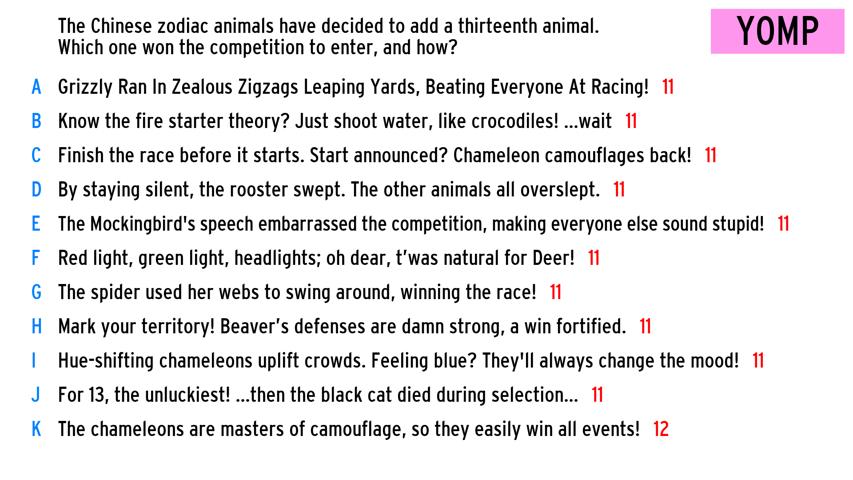 The Chinese zodiac animals have decided to add a thirteenth animal.
Which one won the competition to enter, and how?
YOMP
A Grizzly Ran In Zealous Zigzags Leaping Yards, Beating Everyone At Racing! 11
B Know the fire starter theory? Just shoot water, like crocodiles! ...wait 11
C Finish the race before it starts. Start announced? Chameleon camouflages back! 11
D By staying silent, the rooster swept. The other animals all overslept. 11
E The Mockingbird's speech embarrassed the competition, making everyone else sound stupid! 11
F Red light, green light, headlights; oh dear, t'was natural for Deer! 11
G The spider used her webs to swing around, winning the race! 11
H Mark your territory! Beaver's defenses are damn strong, a win fortified. 11
I Hue-shifting chameleons uplift crowds. Feeling blue? They'll always change the mood! 11
J For 13, the unluckiest! ...then the black cat died during selection... 11
K The chameleons are masters of camouflage, so they easily win all events! 12